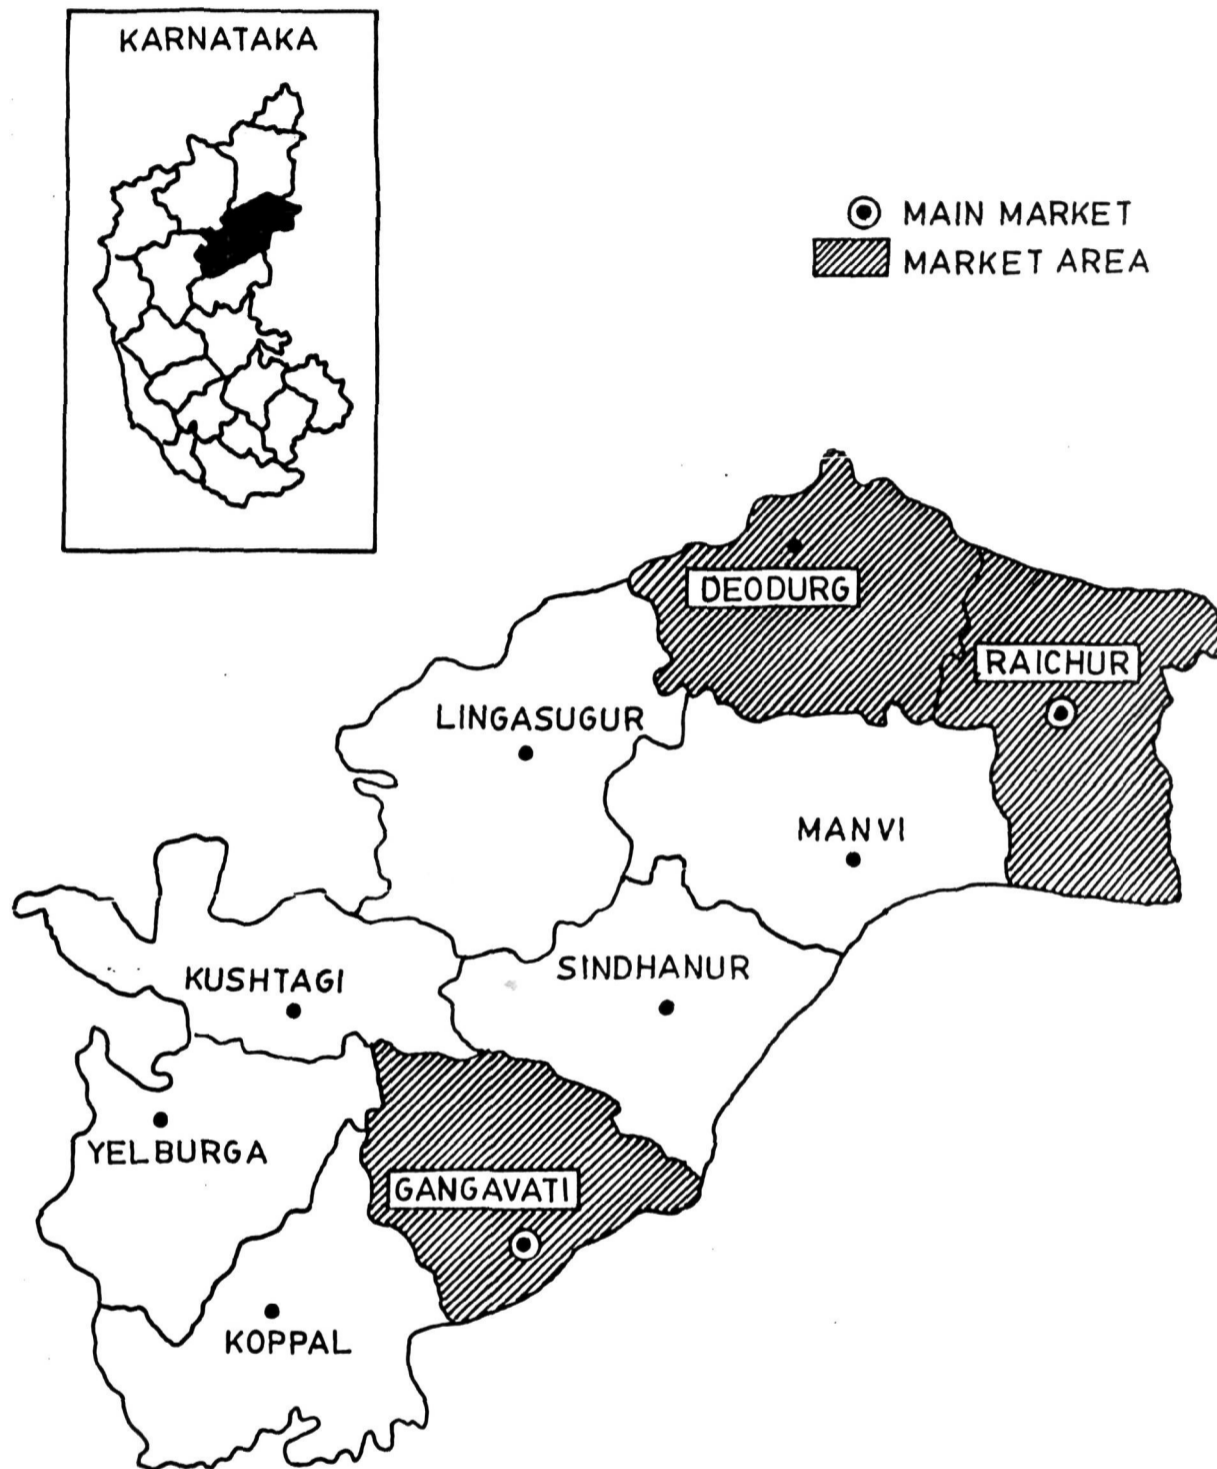 KARNATAKA
MAIN MARKET
MARKET AREA
DEODURG
RAICHUR
LINGASUGUR
MANVI
KUSHTAGI
SINDHANUR
YELBURGA
GANGAVATI
KOPPAL